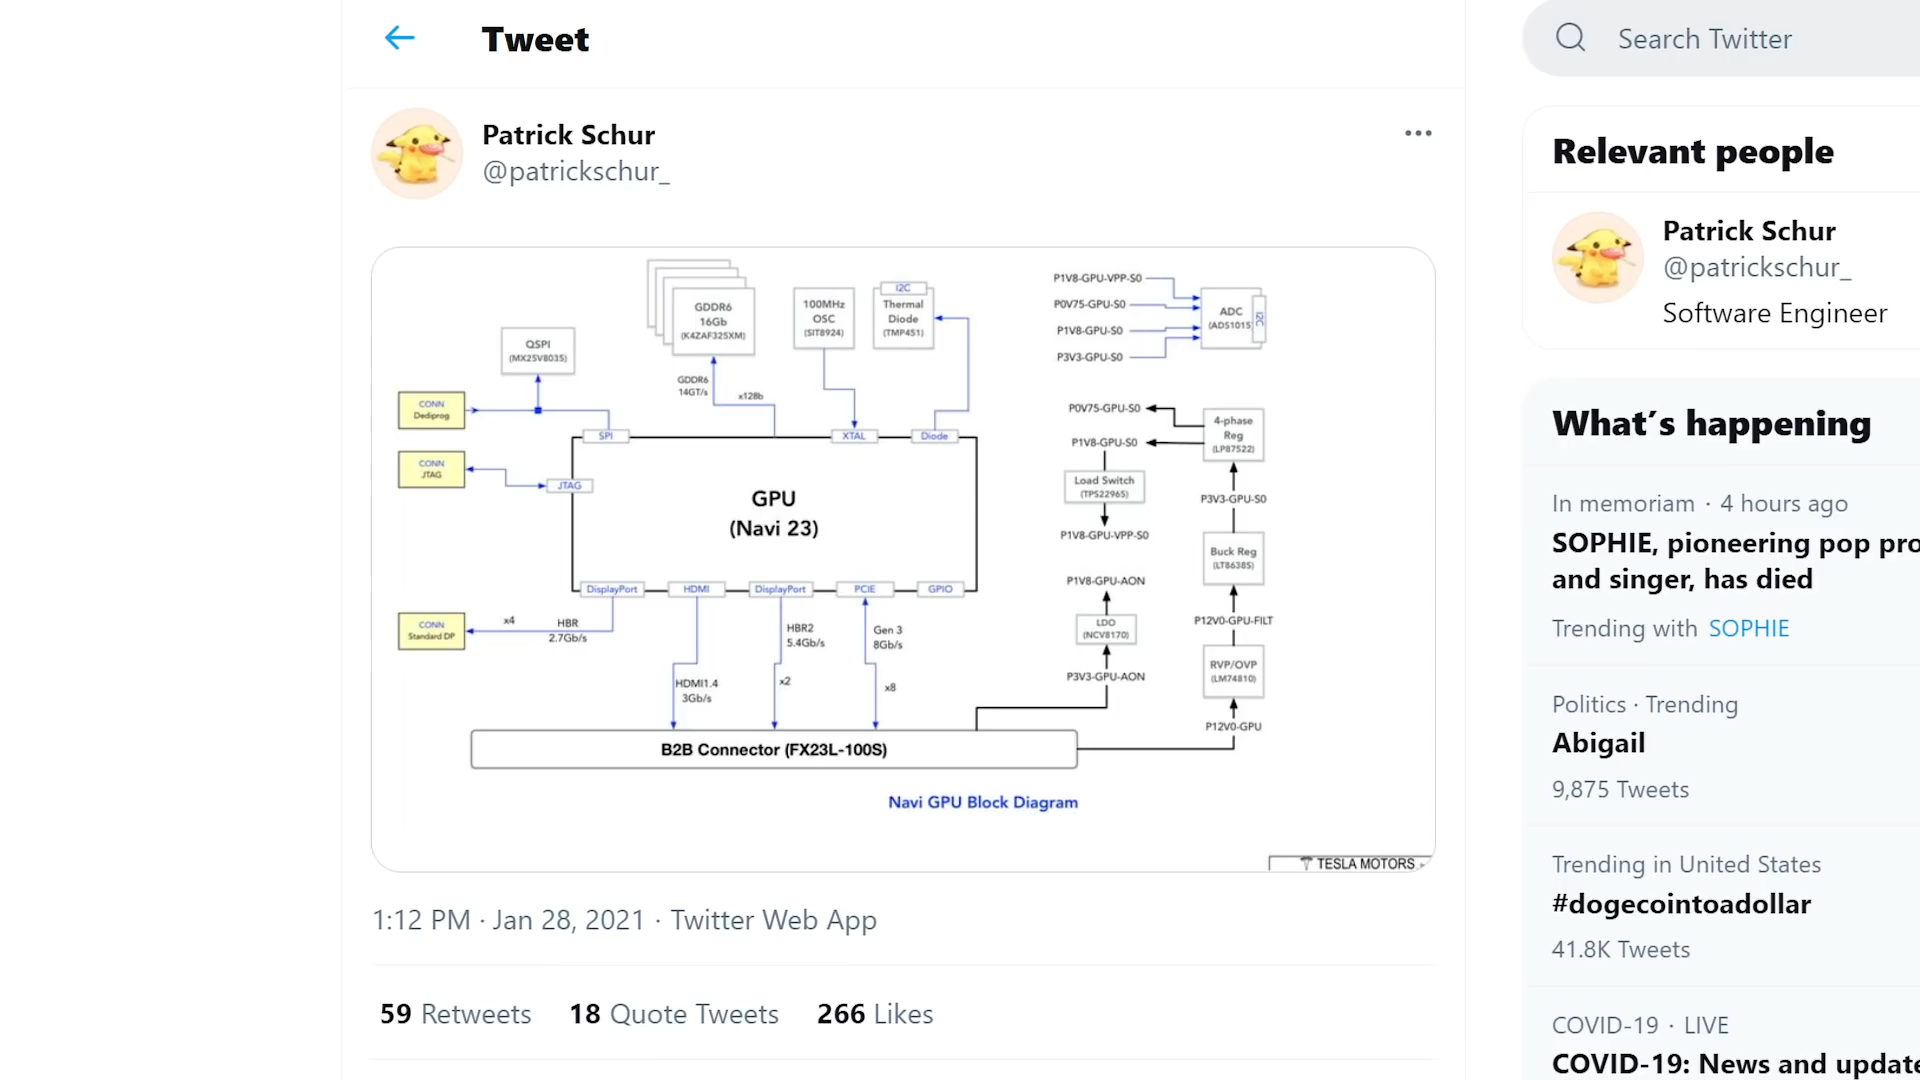 Tweet
Patrick Schur
@patrickschur_
GDDR6
16Gb
(K4ZAF325XM)
100MHz
OSC
(SIT8924)
I2C
Thermal
Diode
(TMP451)
QSPI
(MX25V8035)
GDDR6
14GT/s
x128b
CONN
Dediprog
SPI
XTAL
Diode
CONN
JTAG
JTAG
GPU
(Navi 23)
DisplayPort
HDMI
DisplayPort
PCIE
GPIO
CONN
Standard DP
x4
HBR
2.7Gb/s
HBR2
5.4Gb/s
Gen 3
8Gb/s
HDMI1.4
3Gb/s
x2
x8
B2B Connector (FX23L-100S)
P1V8-GPU-VPP-S0
P0V75-GPU-S0
P1V8-GPU-S0
P3V3-GPU-S0
ADC
(ADS1015)
I2C
P0V75-GPU-S0
P1V8-GPU-S0
4-phase
Reg
(LP87522)
Load Switch
(TPS22965)
P1V8-GPU-VPP-S0
P3V3-GPU-S0
Buck Reg
(LT8638S)
P1V8-GPU-AON
LDO
(NCV8170)
P3V3-GPU-AON
P12V0-GPU-FILT
RVP/OVP
(LM74810)
P12V0-GPU
Navi GPU Block Diagram
TESLA MOTORS
1:12 PM · Jan 28, 2021 · Twitter Web App
59 Retweets 18 Quote Tweets 266 Likes
Search Twitter
Relevant people
Patrick Schur
@patrickschur_
Software Engineer
What's happening
In memoriam · 4 hours ago
SOPHIE, pioneering pop pro
and singer, has died
Trending with SOPHIE
Politics · Trending
Abigail
9,875 Tweets
Trending in United States
#dogecointoadollar
41.8K Tweets
COVID-19 · LIVE
COVID-19: News and update